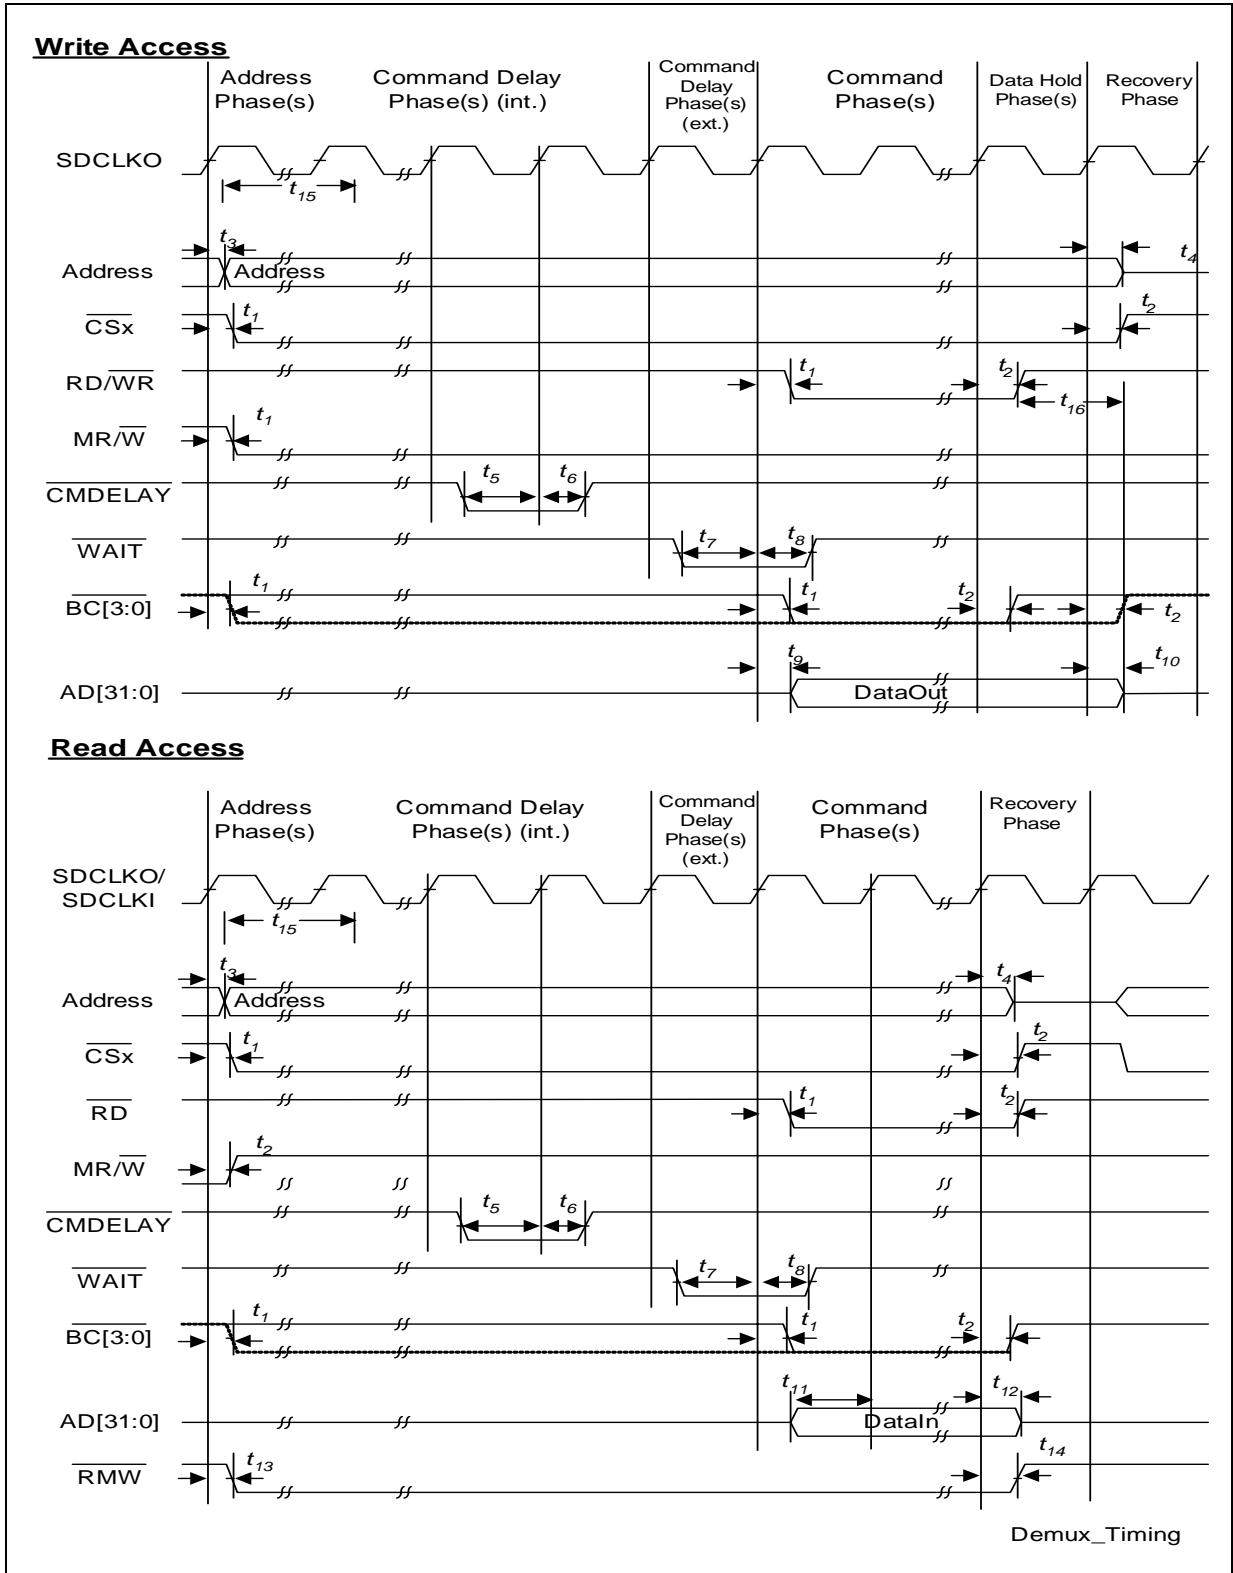 Write Access
Address Phase(s)
Command Delay Phase(s) (int.)
Command Delay Phase(s) (ext.)
Command Phase(s)
Data Hold Phase(s)
Recovery Phase
SDCLKO
t15
t3
t4
Address
Address
CSx
t1
t2
RD/WR
t1
t2
t16
MR/W
t1
CMDELAY
t5
t6
WAIT
t7
t8
BC[3:0]
t1
t1
t2
t2
AD[31:0]
t9
DataOut
t10
Read Access
Address Phase(s)
Command Delay Phase(s) (int.)
Command Delay Phase(s) (ext.)
Command Phase(s)
Recovery Phase
SDCLKO/
SDCLKI
t15
t3
t4
Address
Address
CSx
t1
t2
RD
t1
t2
MR/W
t2
CMDELAY
t5
t6
WAIT
t7
t8
BC[3:0]
t1
t1
t2
AD[31:0]
t11
DataIn
t12
RMW
t13
t14
Demux_Timing